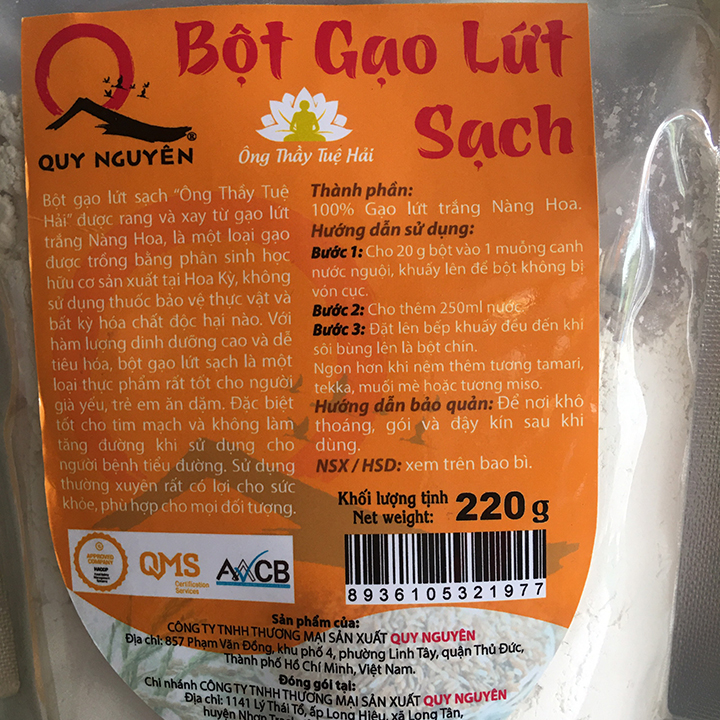 Bột Gạo Lứt
Sạch
QUY NGUYÊN®
Ông Thầy Tuệ Hải
Bột gạo lứt sạch “Ông Thầy Tuệ
Hải” được rang và xay từ gạo lứt
trắng Nàng Hoa, là một loại gạo
được trồng bằng phân sinh học
hữu cơ sản xuất tại Hoa Kỳ, không
sử dụng thuốc bảo vệ thực vật và
bất kỳ hóa chất độc hại nào. Với
hàm lượng dinh dưỡng cao và dễ
tiêu hóa, bột gạo lứt sạch là một
loại thực phẩm rất tốt cho người
già yếu, trẻ em ăn dặm. Đặc biệt
tốt cho tim mạch và không làm
tăng đường khi sử dụng cho
người bệnh tiểu đường. Sử dụng
thường xuyên rất có lợi cho sức
khỏe, phù hợp cho mọi đối tượng.
Thành phần:
100% Gạo lứt trắng Nàng Hoa.
Hướng dẫn sử dụng:
Bước 1: Cho 20 g bột vào 1 muỗng canh
nước nguội, khuấy lên để bột không bị
vón cục.
Bước 2: Cho thêm 250ml nước.
Bước 3: Đặt lên bếp khuấy đều đến khi
sôi bùng lên là bột chín.
Ngon hơn khi nêm thêm tương tamari,
tekka, muối mè hoặc tương miso.
Hướng dẫn bảo quản: Để nơi khô
thoáng, gói và đậy kín sau khi
dùng.
NSX / HSD: xem trên bao bì.
Khối lượng tịnh
Net weight: 220 g
APPROVED
COMPANY
HACCP
QMS
Certification
Services
8936105321977
Sản phẩm của:
CÔNG TY TNHH THƯƠNG MẠI SẢN XUẤT QUY NGUYÊN
Địa chỉ: 857 Phạm Văn Đồng, khu phố 4, phường Linh Tây, quận Thủ Đức,
Thành phố Hồ Chí Minh, Việt Nam.
Đóng gói tại:
Chi nhánh CÔNG TY TNHH THƯƠNG MẠI SẢN XUẤT QUY NGUYÊN
Địa chỉ: 1141 Lý Thái Tổ, ấp Long Hiệu, xã Long Tân,
huyện Nhơn